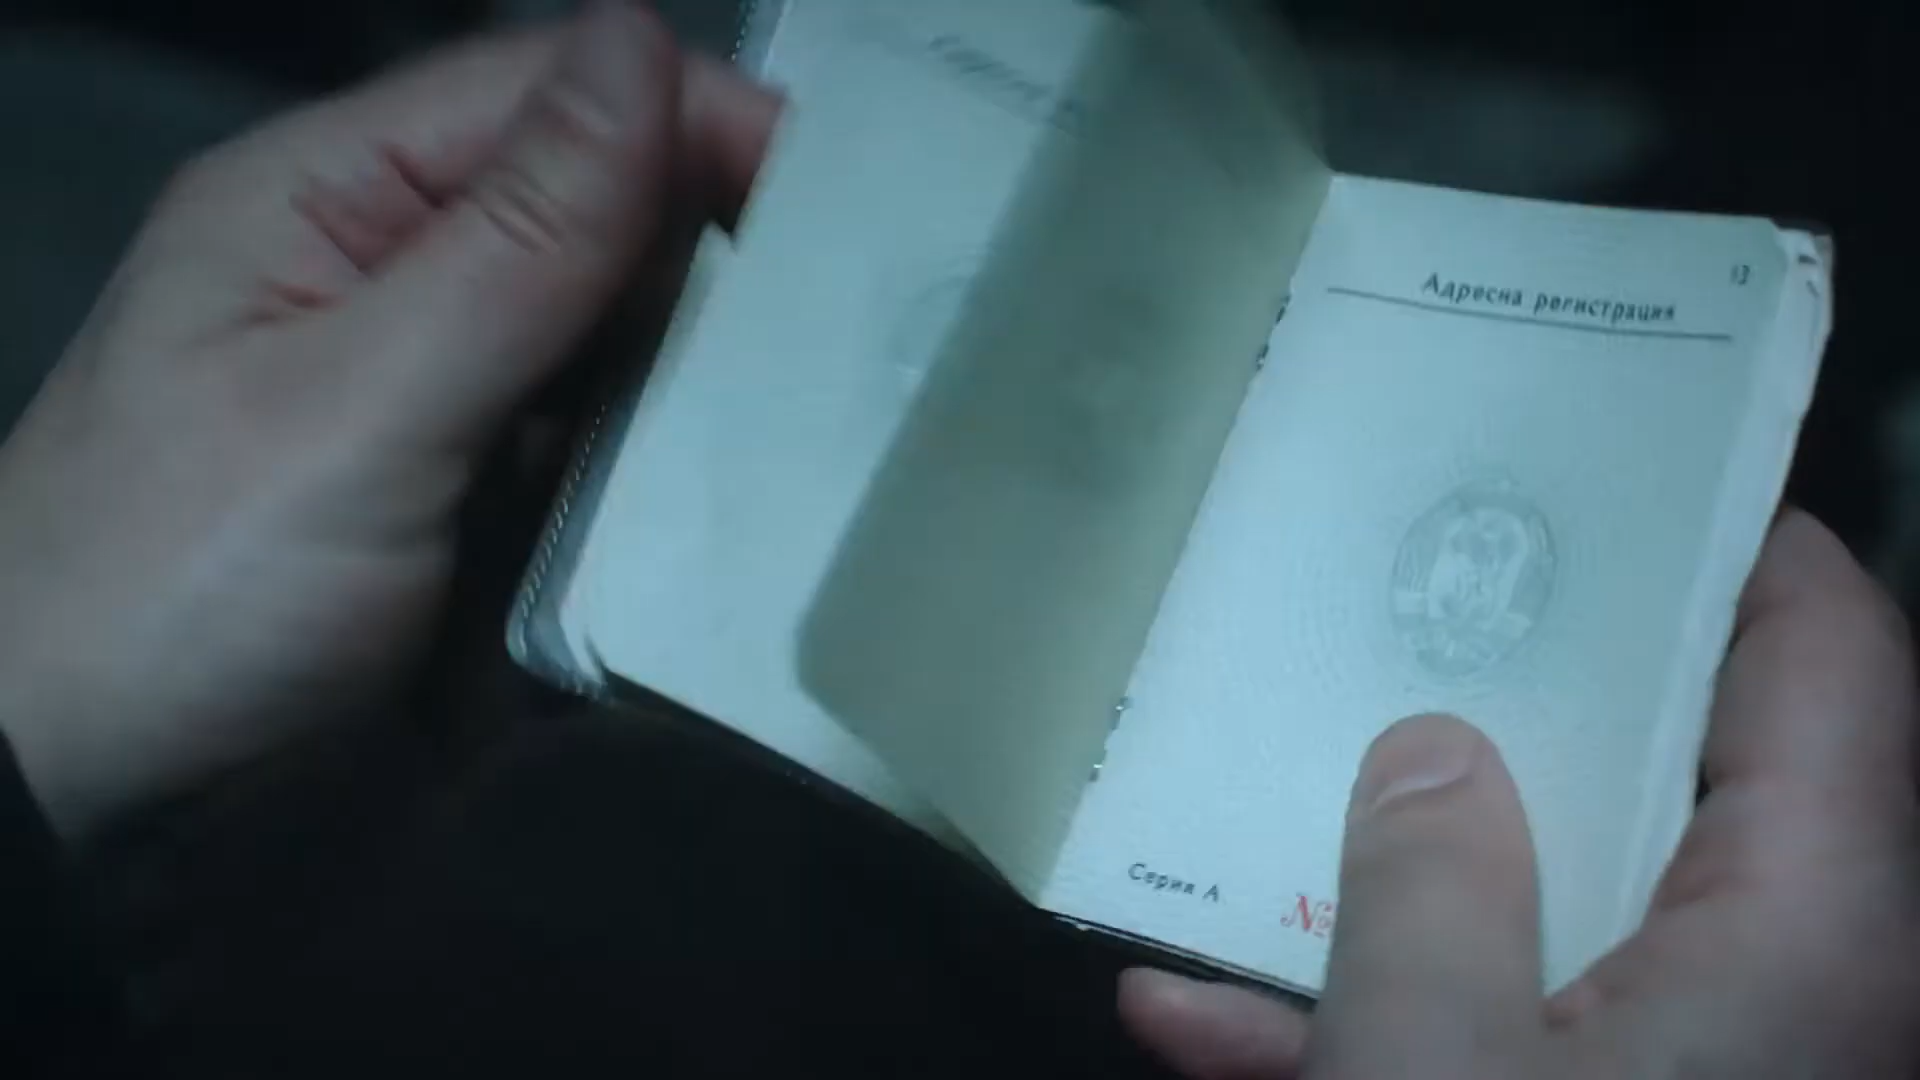 13
Адресна регистрация
Серия А
№